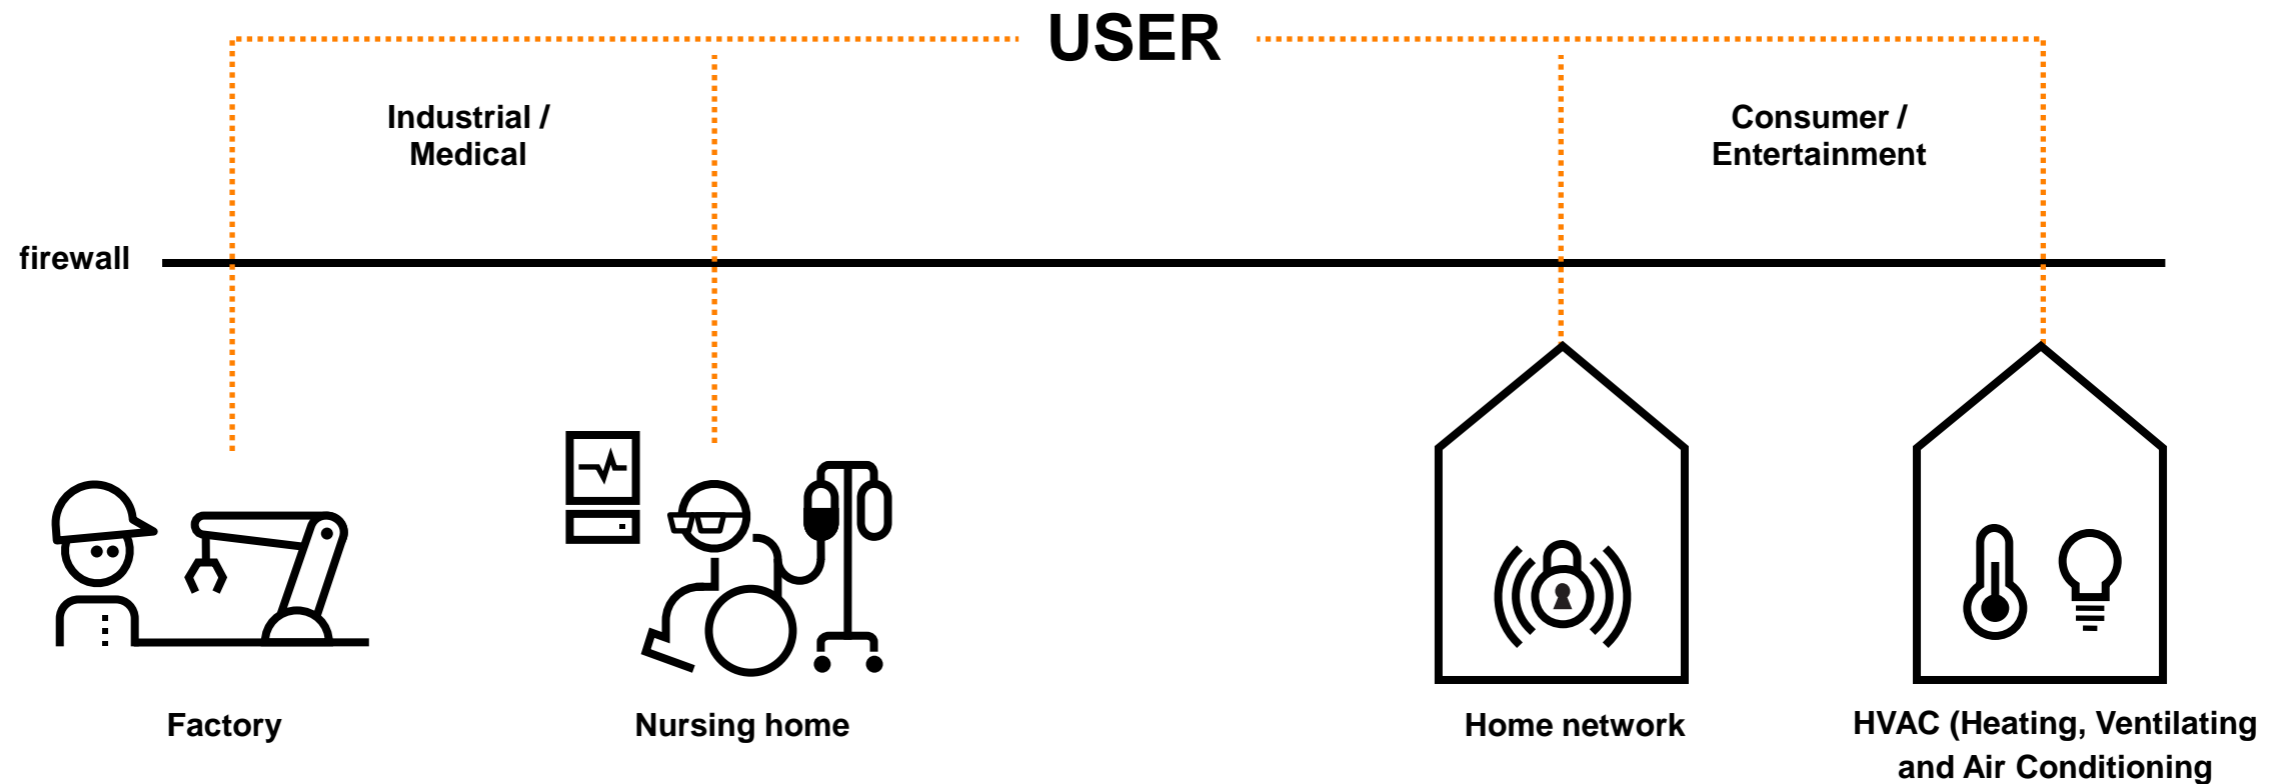 USER
Industrial /
Medical
Consumer /
Entertainment
firewall
Factory
Nursing home
Home network
HVAC (Heating, Ventilating
and Air Conditioning